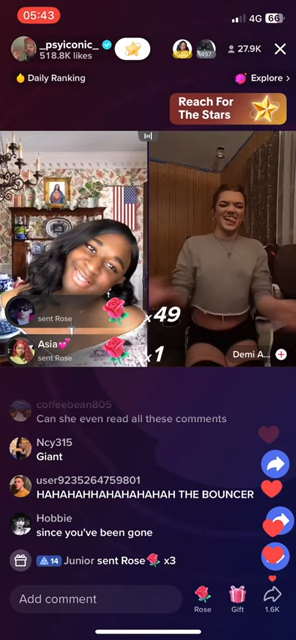 05:43
4G 66
_psyiconic_
518.8K likes
27.9K
Daily Ranking
Explore >
Reach For
The Stars
sent Rose
x49
Asia💕
sent Rose
x1
Demi A...
coffeebean805
Can she even read all these comments
Ncy315
Giant
user9235264759801
HAHAHAHHAHAHAHAHAH THE BOUNCER
Hobbie
since you've been gone
14 Junior sent Rose🌹 x3
Add comment
Rose
Gift
1.6K